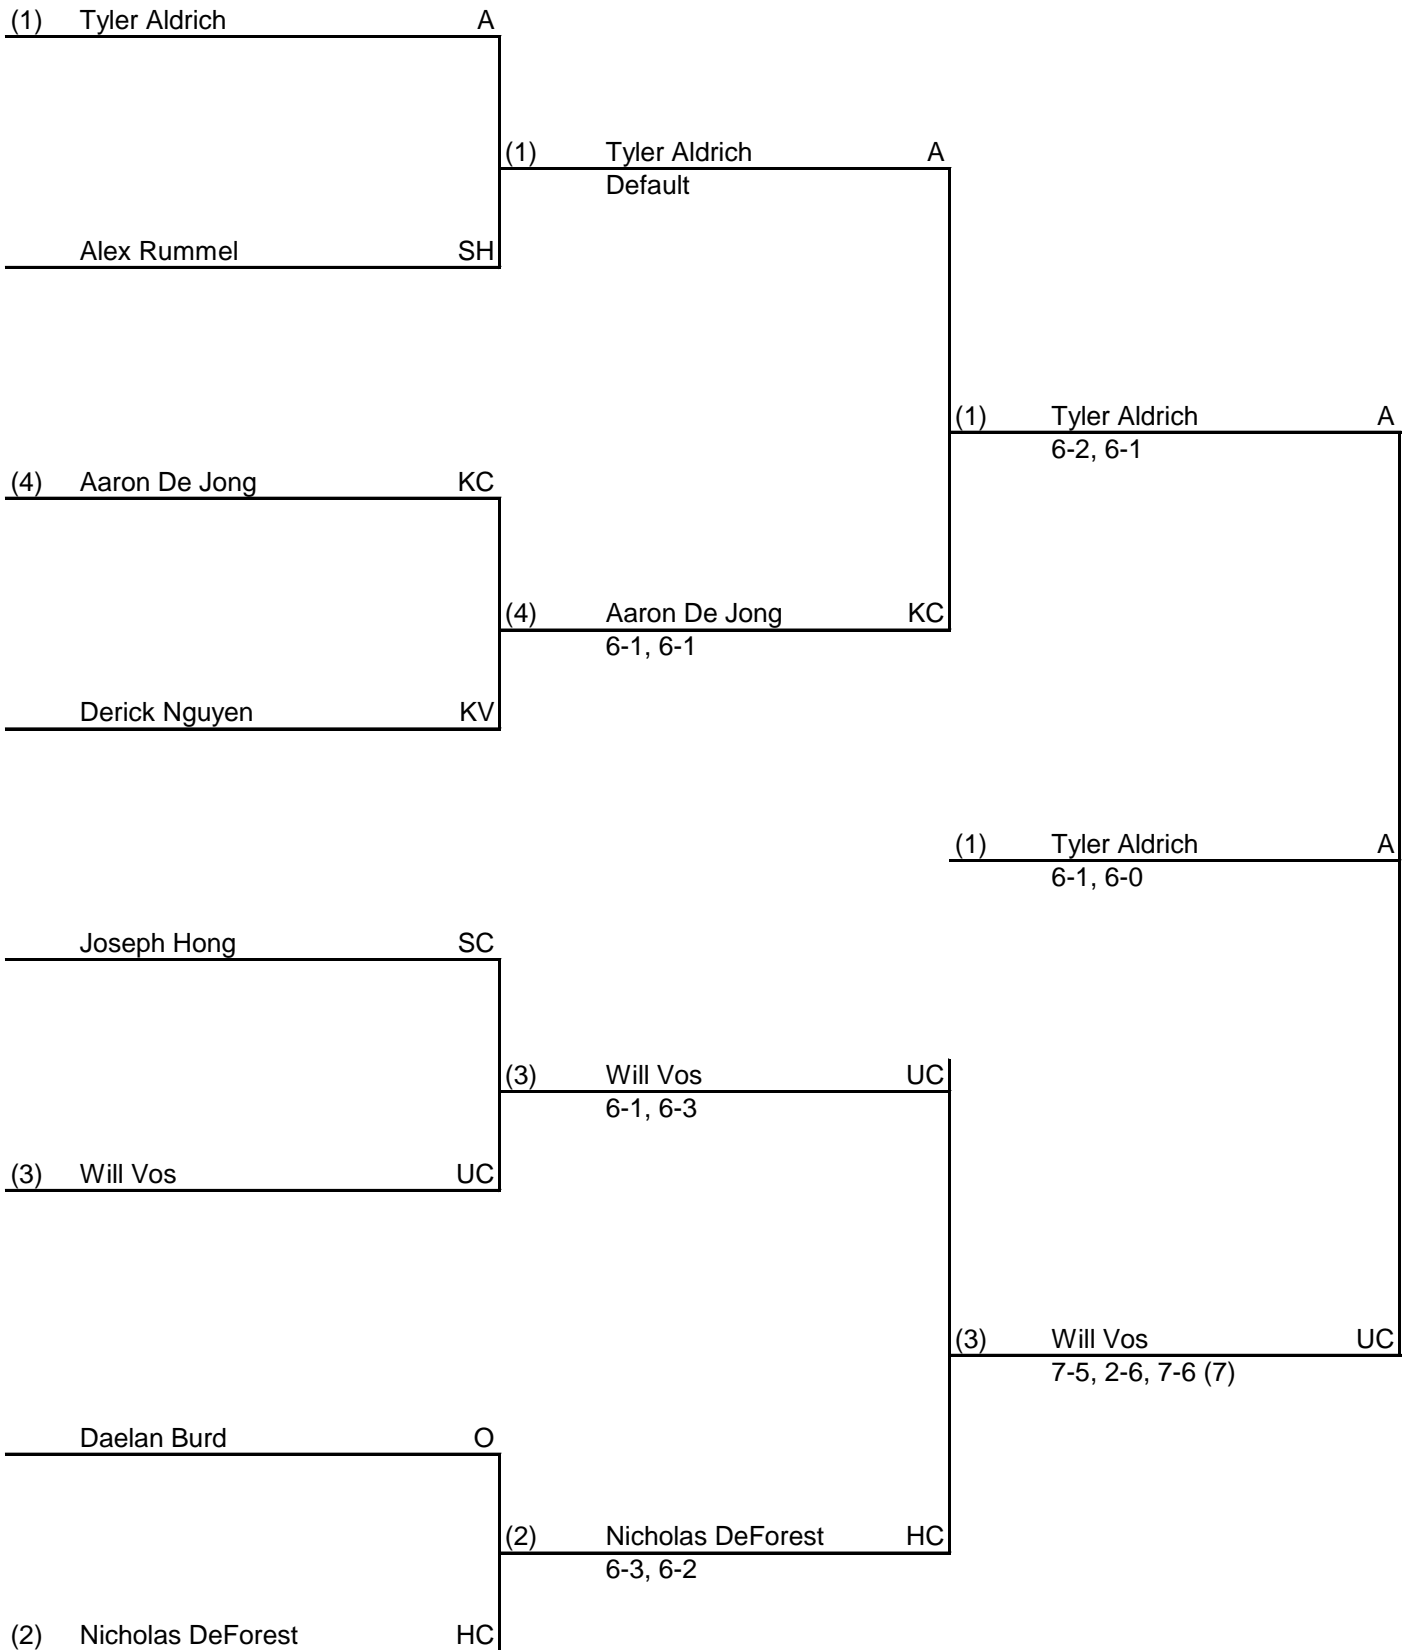 (1) Tyler Aldrich A
(1) Tyler Aldrich A
Default
Alex Rummel SH
(1) Tyler Aldrich A
6-2, 6-1
(4) Aaron De Jong KC
(4) Aaron De Jong KC
6-1, 6-1
Derick Nguyen KV
(1) Tyler Aldrich A
6-1, 6-0
Joseph Hong SC
(3) Will Vos UC
6-1, 6-3
(3) Will Vos UC
(3) Will Vos UC
7-5, 2-6, 7-6 (7)
Daelan Burd O
(2) Nicholas DeForest HC
6-3, 6-2
(2) Nicholas DeForest HC